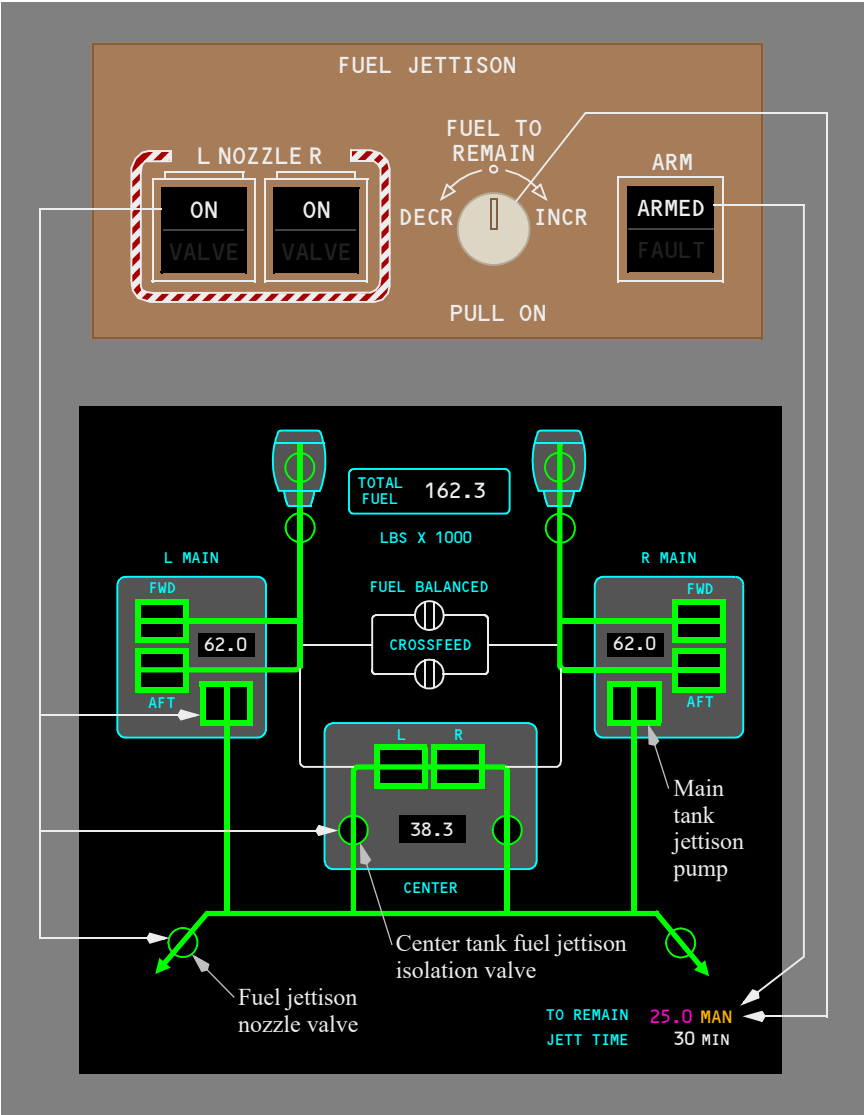 FUEL JETTISON
FUEL TO
REMAIN
L NOZZLE R
ARM
ON
ON
DECR
INCR
ARMED
VALVE
VALVE
FAULT
PULL ON
TOTAL
FUEL
162.3
LBS X 1000
L MAIN
R MAIN
FWD
FUEL BALANCED
FWD
62.0
CROSSFEED
62.0
AFT
AFT
L
R
Main
tank
jettison
pump
38.3
CENTER
Center tank fuel jettison
isolation valve
Fuel jettison
nozzle valve
TO REMAIN 25.0 MAN
JETT TIME 30 MIN